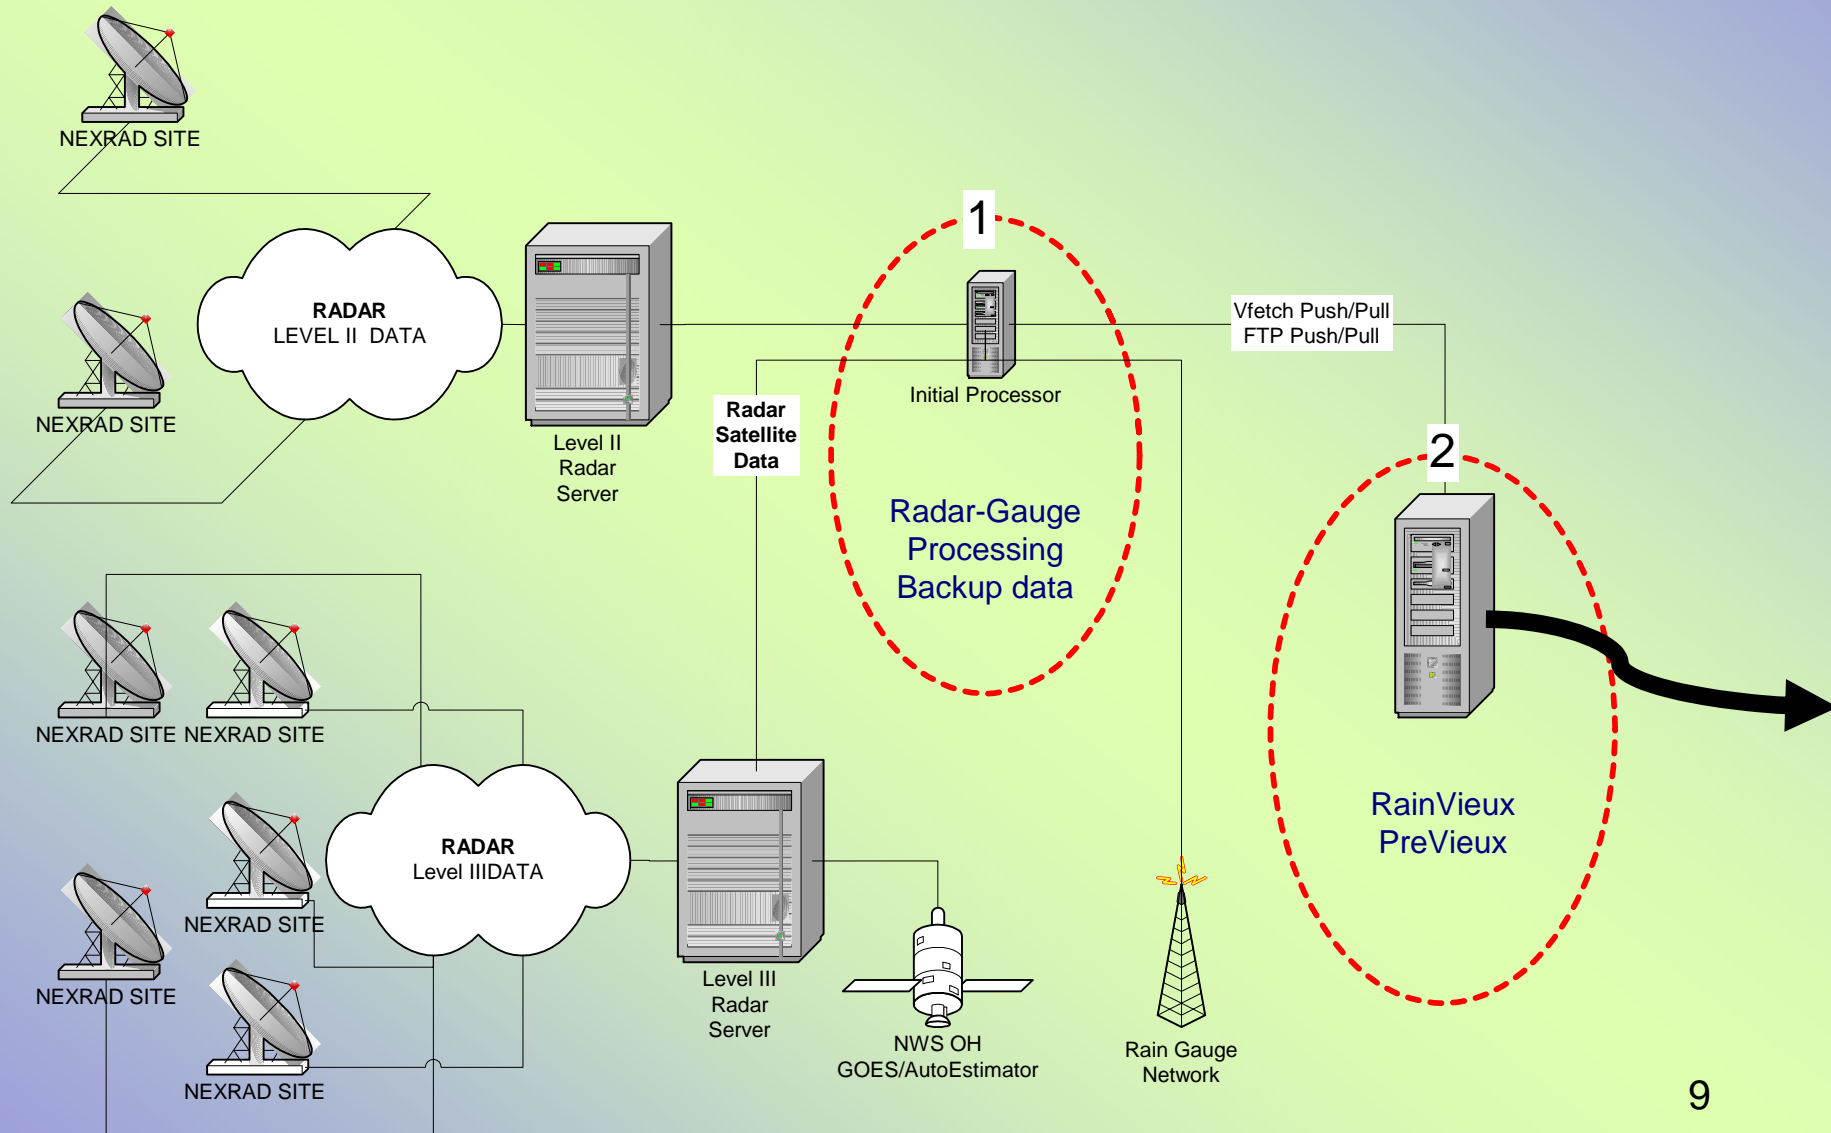 NEXRAD SITE
1
RADAR
LEVEL II DATA
Vfetch Push/Pull
FTP Push/Pull
Initial Processor
NEXRAD SITE
Radar
Satellite
Data
Level II
Radar
Server
2
Radar-Gauge
Processing
Backup data
NEXRAD SITE
NEXRAD SITE
RainVieux
PreVieux
RADAR
Level IIIDATA
NEXRAD SITE
NEXRAD SITE
Level III
Radar
Server
NWS OH
GOES/AutoEstimator
Rain Gauge
Network
NEXRAD SITE
9